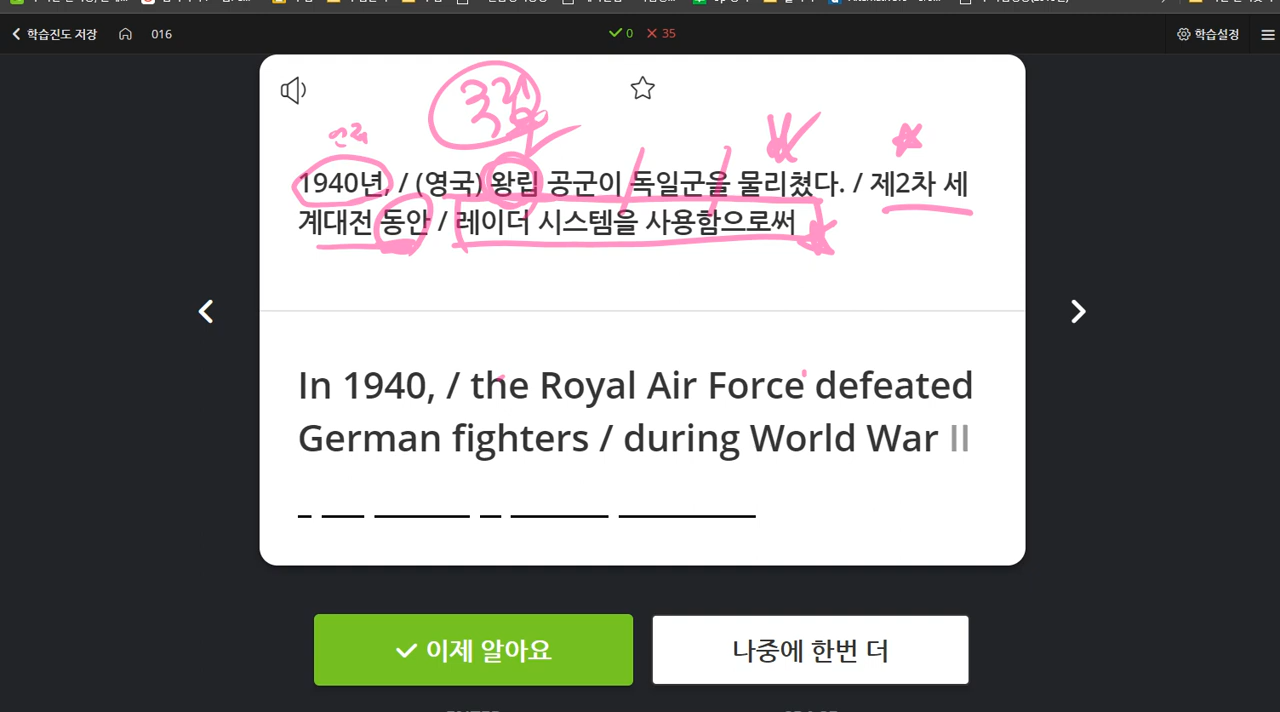 학습진도 저장
016
0
35
학습설정
국립
1940년, / (영국) 왕립 공군이 독일군을 물리쳤다. / 제2차 세
계대전 동안 / 레이더 시스템을 사용함으로써
In 1940, / the Royal Air Force defeated
German fighters / during World War II
이제 알아요
나중에 한번 더